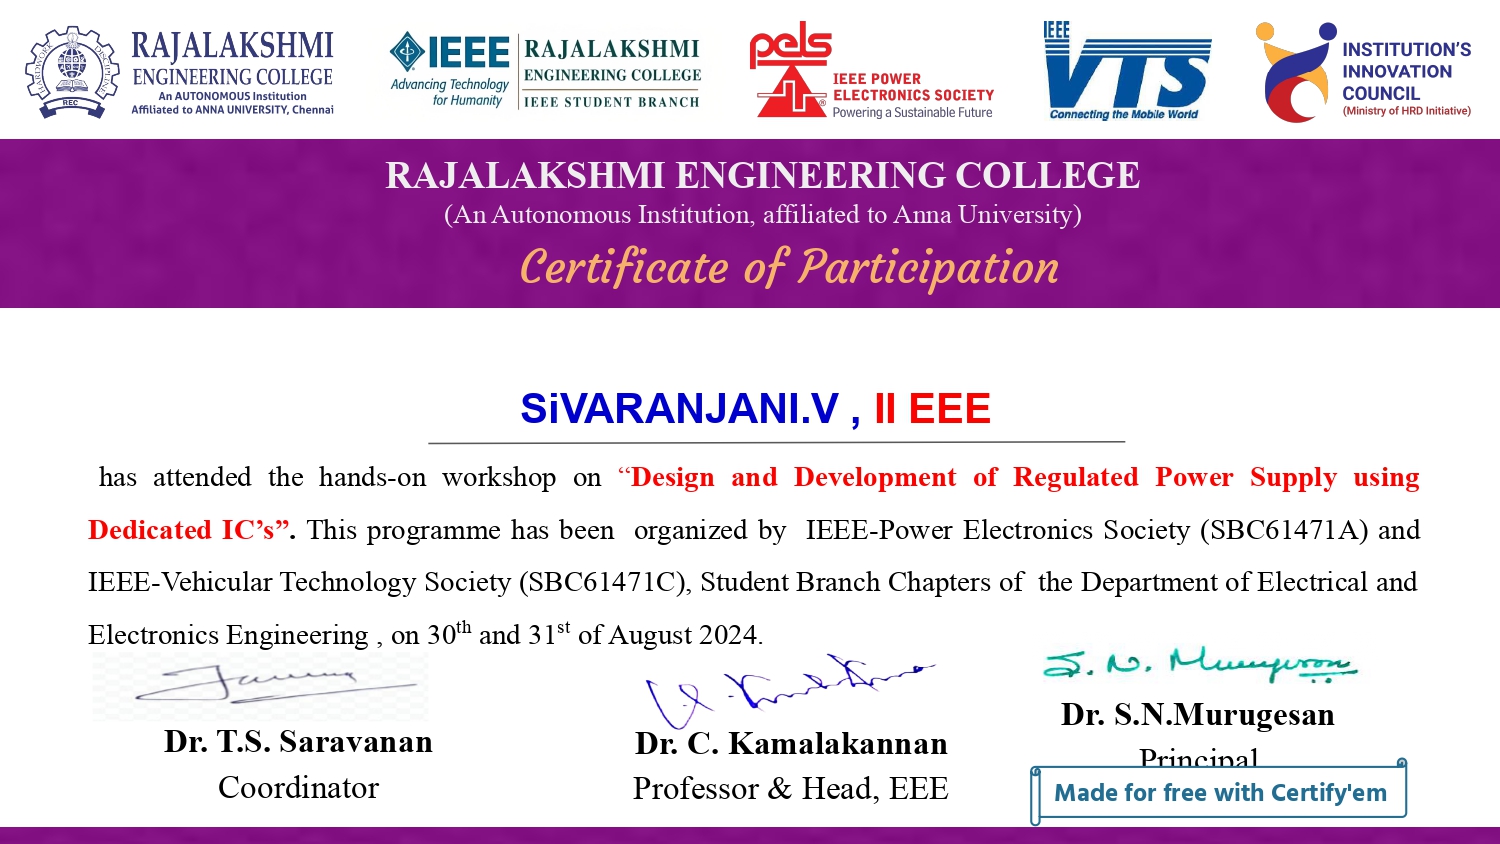 RAJALAKSHMI
ENGINEERING COLLEGE
An AUTONOMOUS Institution
Affiliated to ANNA UNIVERSITY, Chennai
HARDWORK
DISCIPLINE
REC
IEEE
Advancing Technology
for Humanity
RAJALAKSHMI
ENGINEERING COLLEGE
IEEE STUDENT BRANCH
pels
IEEE POWER
ELECTRONICS SOCIETY
Powering a Sustainable Future
®
IEEE
VTS
Connecting the Mobile World
INSTITUTION'S
INNOVATION
COUNCIL
(Ministry of HRD Initiative)
RAJALAKSHMI ENGINEERING COLLEGE
(An Autonomous Institution, affiliated to Anna University)
Certificate of Participation
SiVARANJANI.V , II EEE
has attended the hands-on workshop on “Design and Development of Regulated Power Supply using
Dedicated IC’s”. This programme has been organized by IEEE-Power Electronics Society (SBC61471A) and
IEEE-Vehicular Technology Society (SBC61471C), Student Branch Chapters of the Department of Electrical and
Electronics Engineering , on 30th and 31st of August 2024.
S. N. Murugesan
Dr. T.S. Saravanan
Coordinator
Dr. C. Kamalakannan
Professor & Head, EEE
Dr. S.N.Murugesan
Principal
Made for free with Certify'em